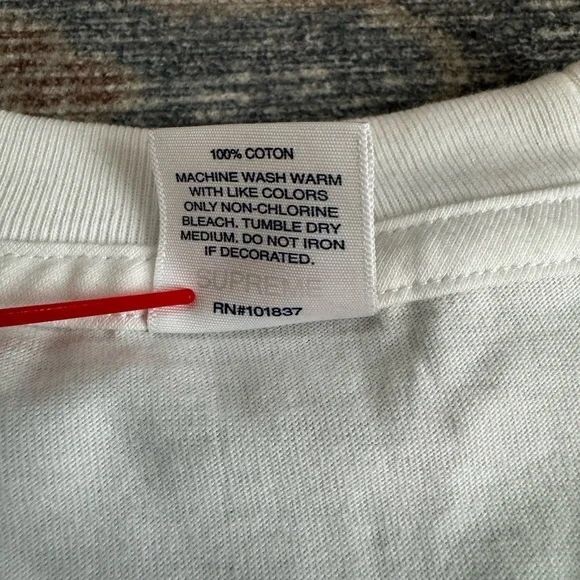 100% COTON
MACHINE WASH WARM
WITH LIKE COLORS
ONLY NON-CHLORINE
BLEACH. TUMBLE DRY
MEDIUM. DO NOT IRON
IF DECORATED.
SUPREME
RN#101837